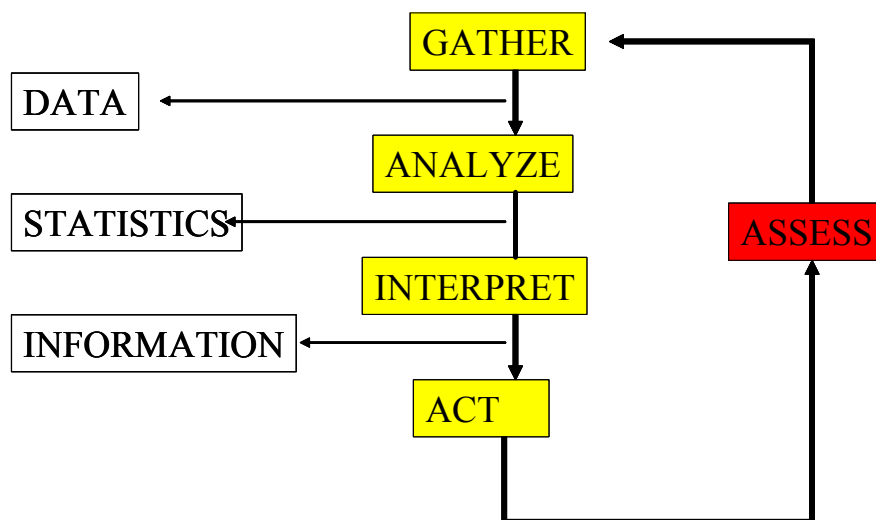 GATHER
DATA
ANALYZE
STATISTICS
ASSESS
INTERPRET
INFORMATION
ACT